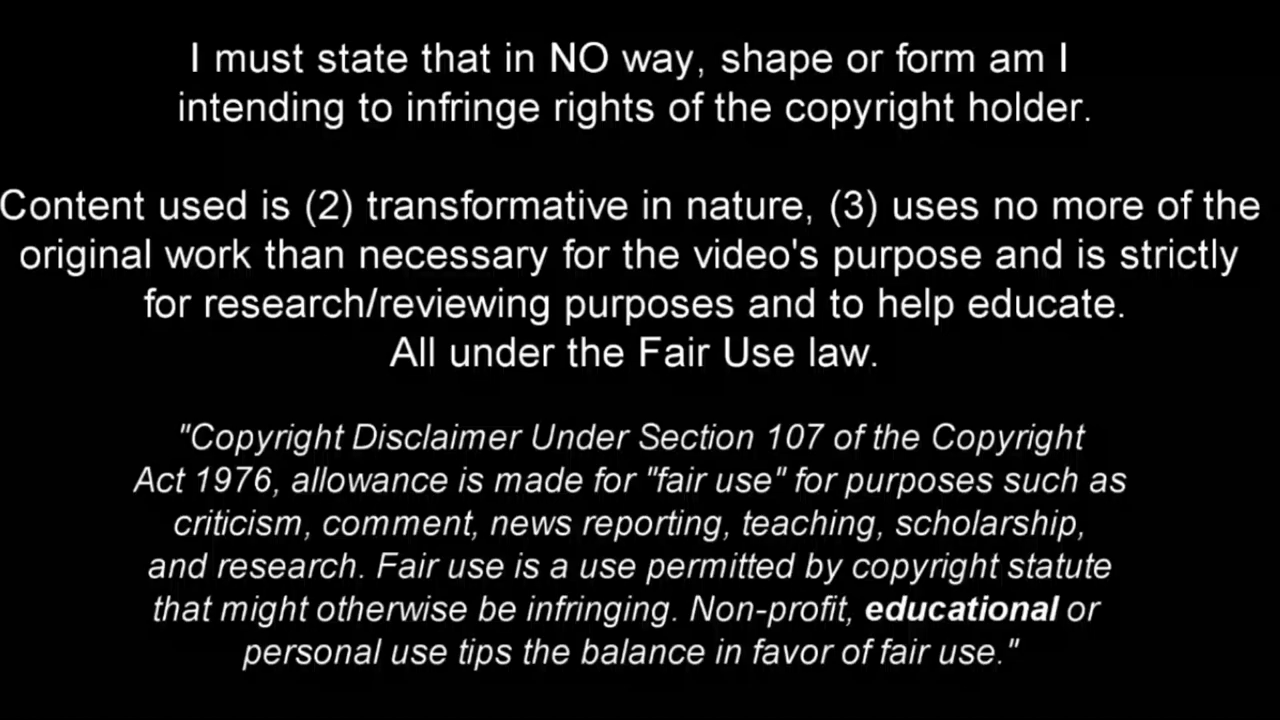 I must state that in NO way, shape or form am I
intending to infringe rights of the copyright holder.
Content used is (2) transformative in nature, (3) uses no more of the
original work than necessary for the video's purpose and is strictly
for research/reviewing purposes and to help educate.
All under the Fair Use law.
"Copyright Disclaimer Under Section 107 of the Copyright
Act 1976, allowance is made for "fair use" for purposes such as
criticism, comment, news reporting, teaching, scholarship,
and research. Fair use is a use permitted by copyright statute
that might otherwise be infringing. Non-profit, educational or
personal use tips the balance in favor of fair use."